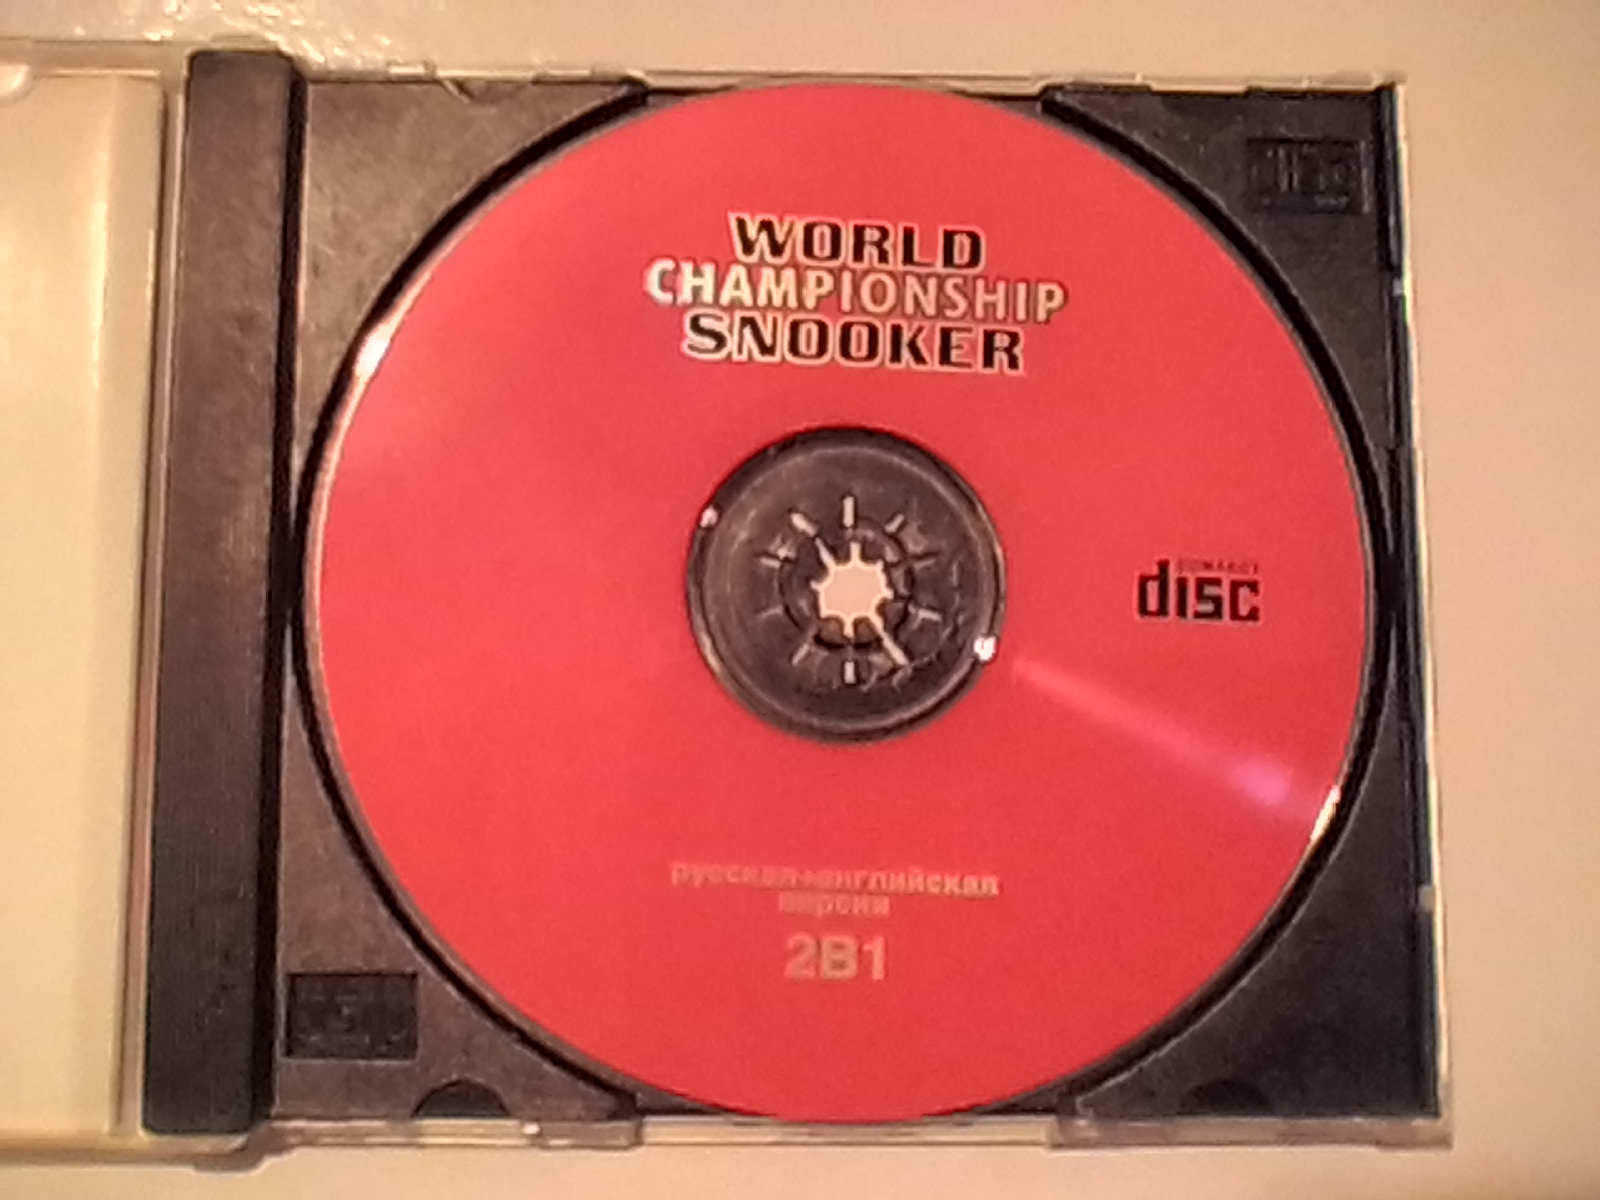 WORLD
CHAMPIONSHIP
SNOOKER
disc
русская+английская
версии
2В1